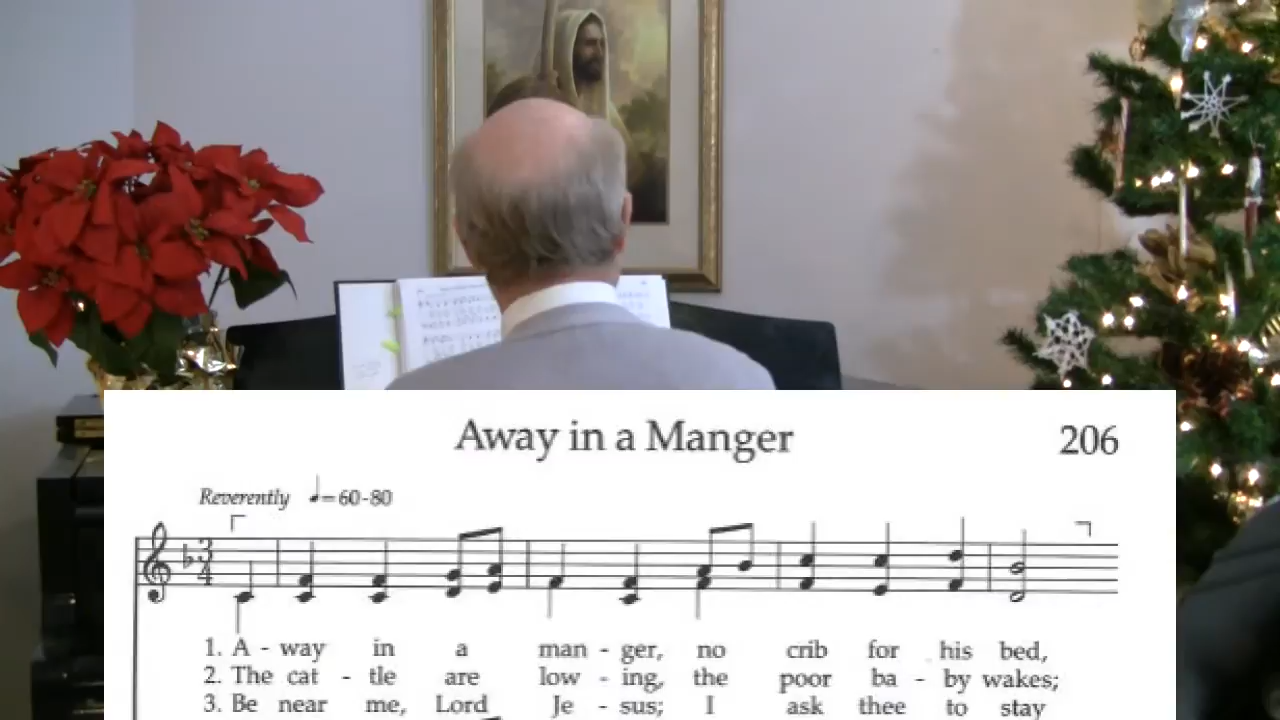 Away in a Manger 206
Reverently ♩=60-80
3
4
1. A - way in a man - ger, no crib for his bed,
2. The cat - tle are low - ing, the poor ba - by wakes;
3. Be near me, Lord Je - sus; I ask thee to stay